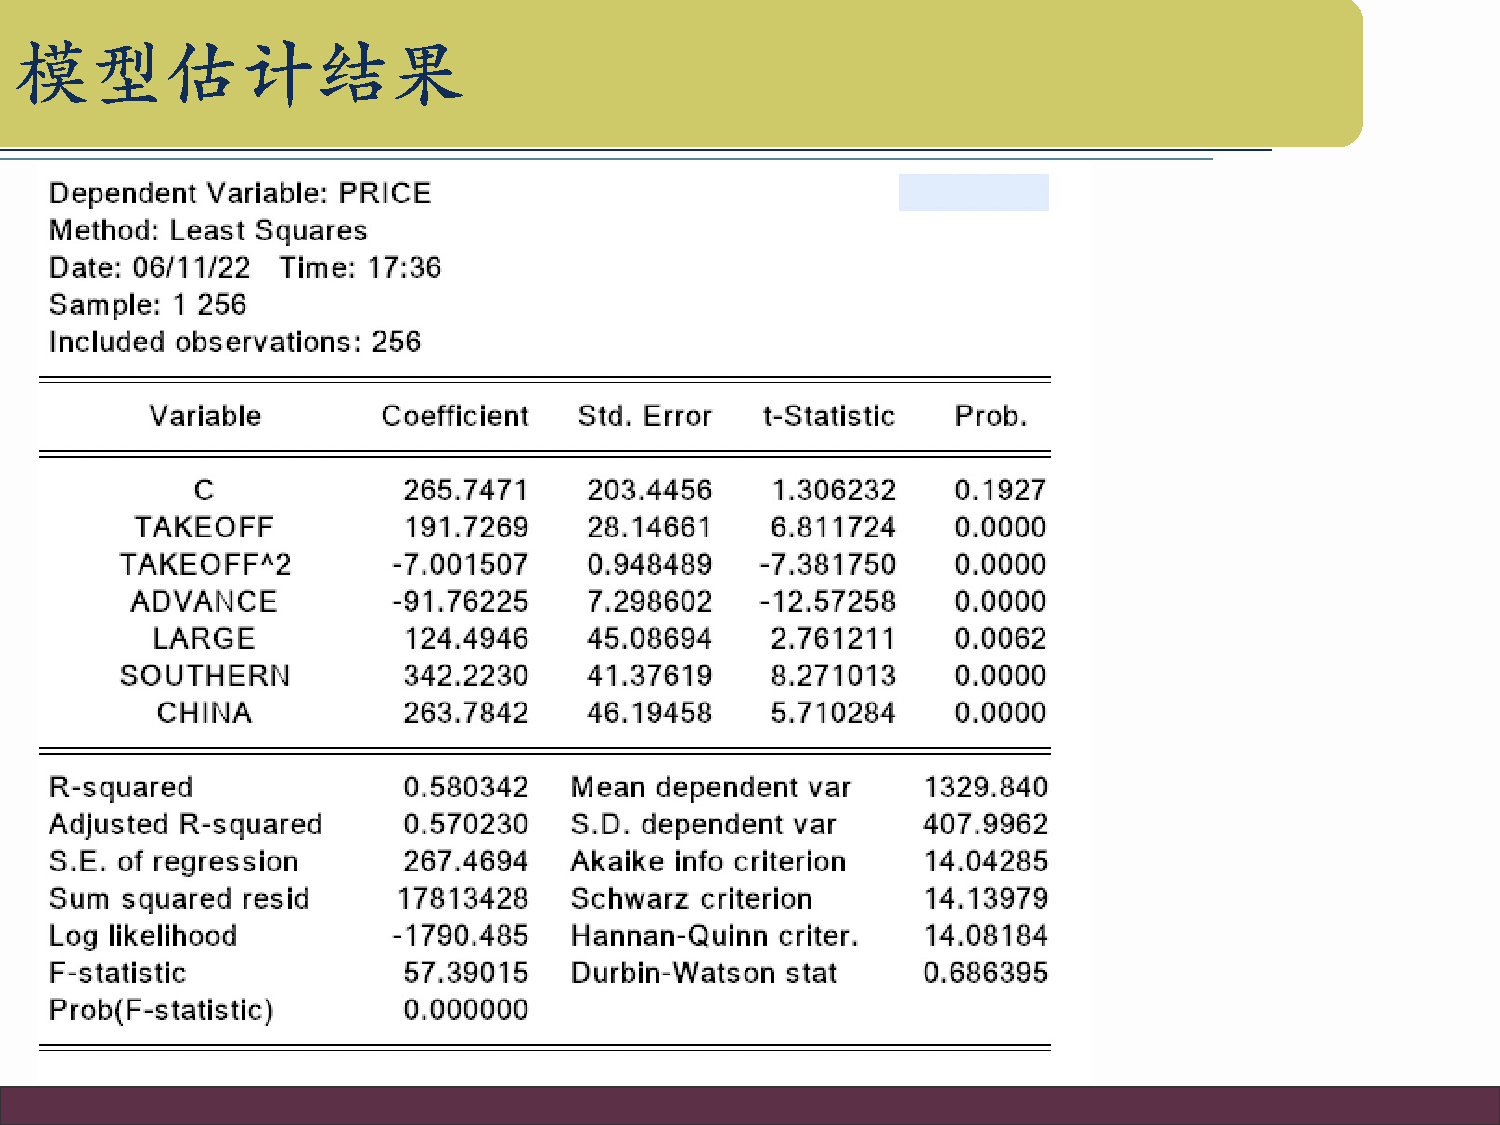 模型估计结果
Dependent Variable: PRICE
Method: Least Squares
Date: 06/11/22 Time: 17:36
Sample: 1 256
Included observations: 256
Variable Coefficient Std. Error t-Statistic Prob.
C 265.7471 203.4456 1.306232 0.1927
TAKEOFF 191.7269 28.14661 6.811724 0.0000
TAKEOFF^2 -7.001507 0.948489 -7.381750 0.0000
ADVANCE -91.76225 7.298602 -12.57258 0.0000
LARGE 124.4946 45.08694 2.761211 0.0062
SOUTHERN 342.2230 41.37619 8.271013 0.0000
CHINA 263.7842 46.19458 5.710284 0.0000
R-squared 0.580342 Mean dependent var 1329.840
Adjusted R-squared 0.570230 S.D. dependent var 407.9962
S.E. of regression 267.4694 Akaike info criterion 14.04285
Sum squared resid 17813428 Schwarz criterion 14.13979
Log likelihood -1790.485 Hannan-Quinn criter. 14.08184
F-statistic 57.39015 Durbin-Watson stat 0.686395
Prob(F-statistic) 0.000000